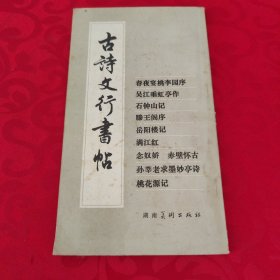 古詩文行書帖
春夜宴桃李园序
吴江垂虹亭作
石钟山记
滕王阁序
岳阳楼记
满江红
念奴娇 赤壁怀古
孙莘老求墨妙亭诗
桃花源记
湖南美術出版社